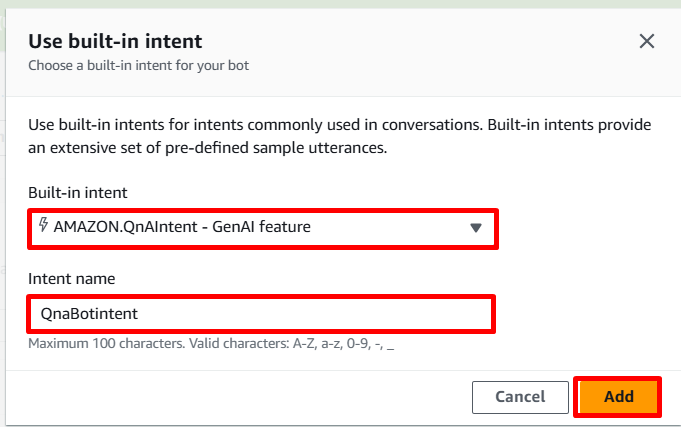 Use built-in intent
Choose a built-in intent for your bot
Use built-in intents for intents commonly used in conversations. Built-in intents provide
an extensive set of pre-defined sample utterances.
Built-in intent
AMAZON.QnAIntent - GenAI feature
Intent name
QnaBotintent
Maximum 100 characters. Valid characters: A-Z, a-z, 0-9, -, _
Cancel
Add